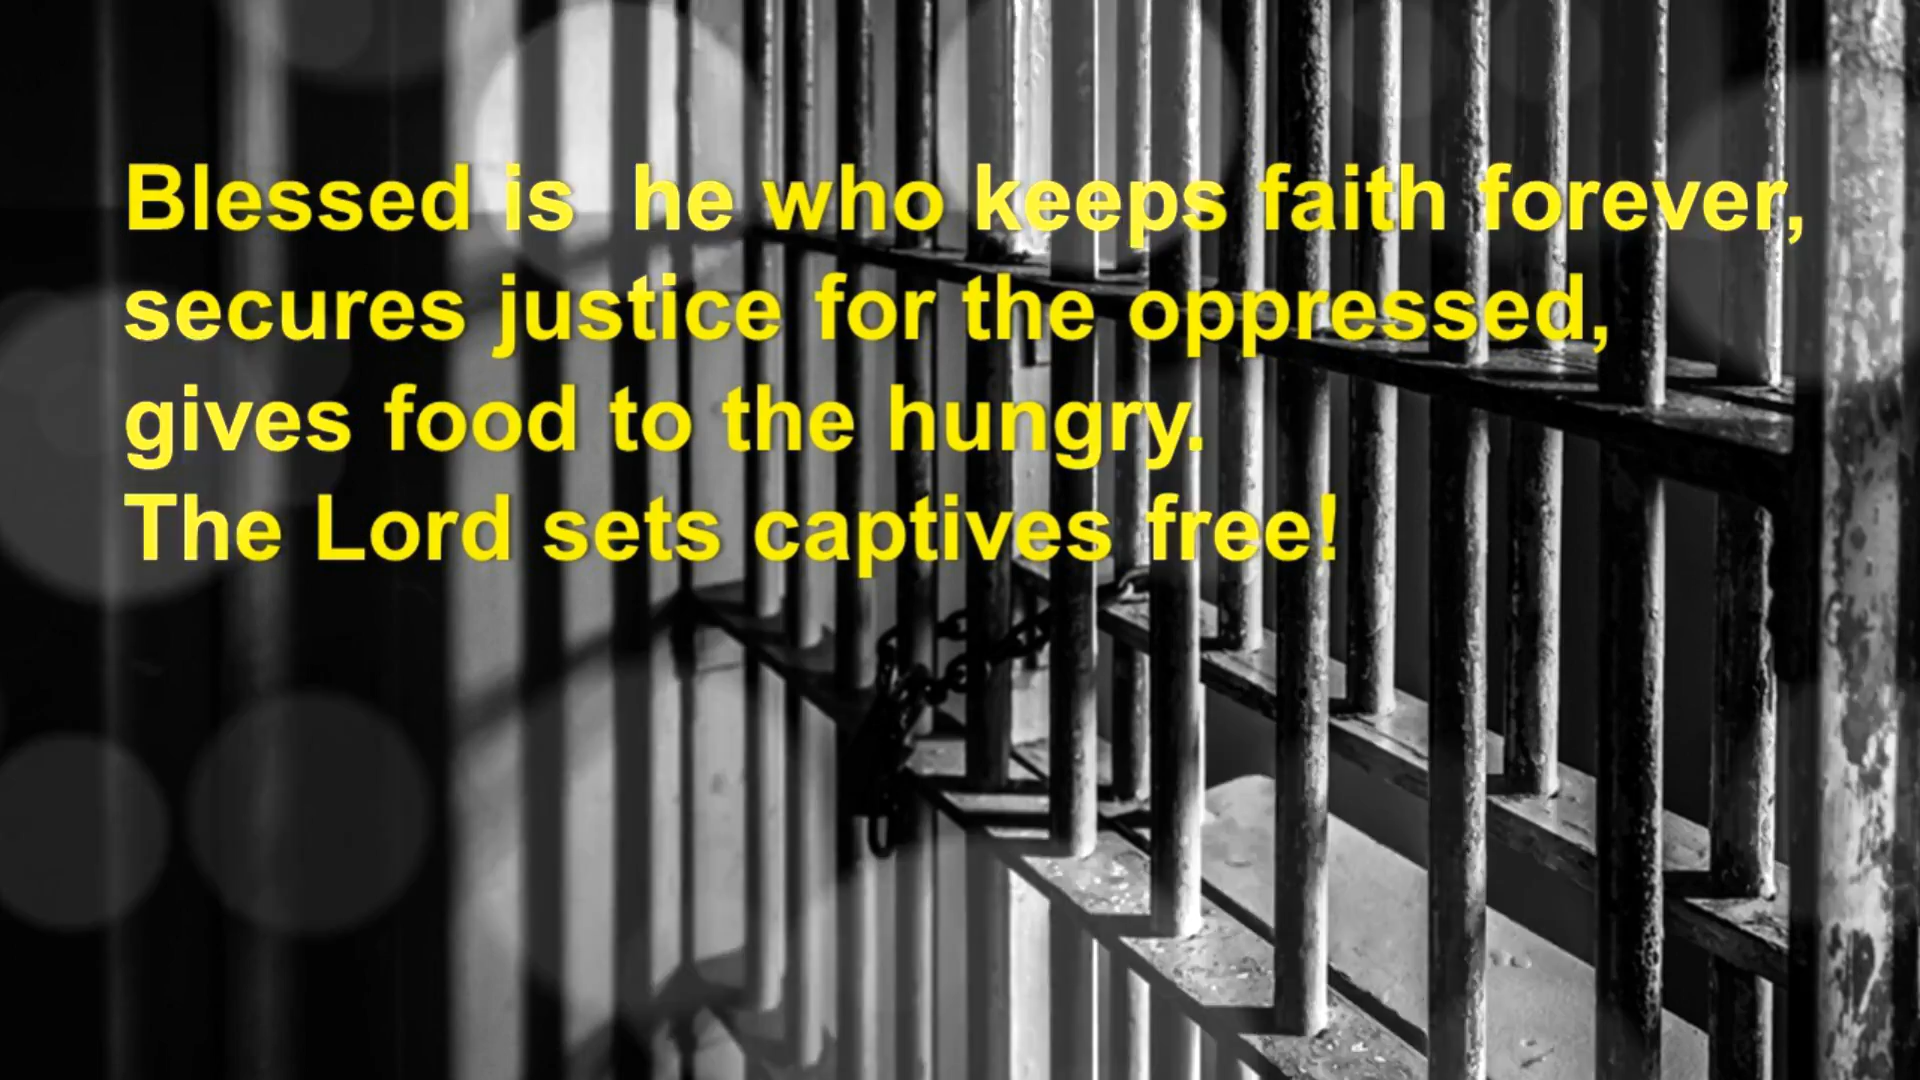 Blessed is  he who keeps faith forever,
secures justice for the oppressed,
gives food to the hungry.
The Lord sets captives free!